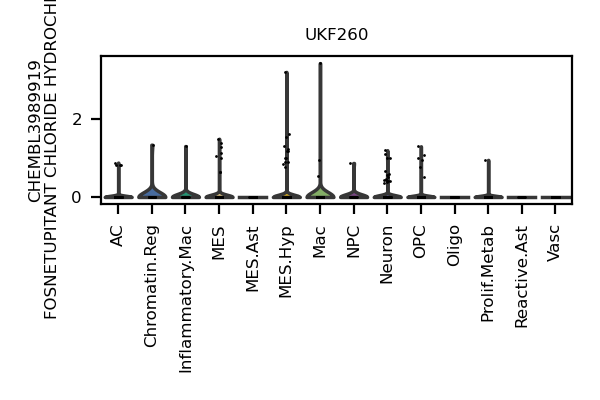 UKF260
CHEMBL3989919
FOSNETUPITANT CHLORIDE
2
0
AC
Chromatin.Reg
Inflammatory.Mac
MES
MES.Ast
MES.Hyp
Mac
NPC
Neuron
OPC
Oligo
Prolif.Metab
Reactive.Ast
Vasc